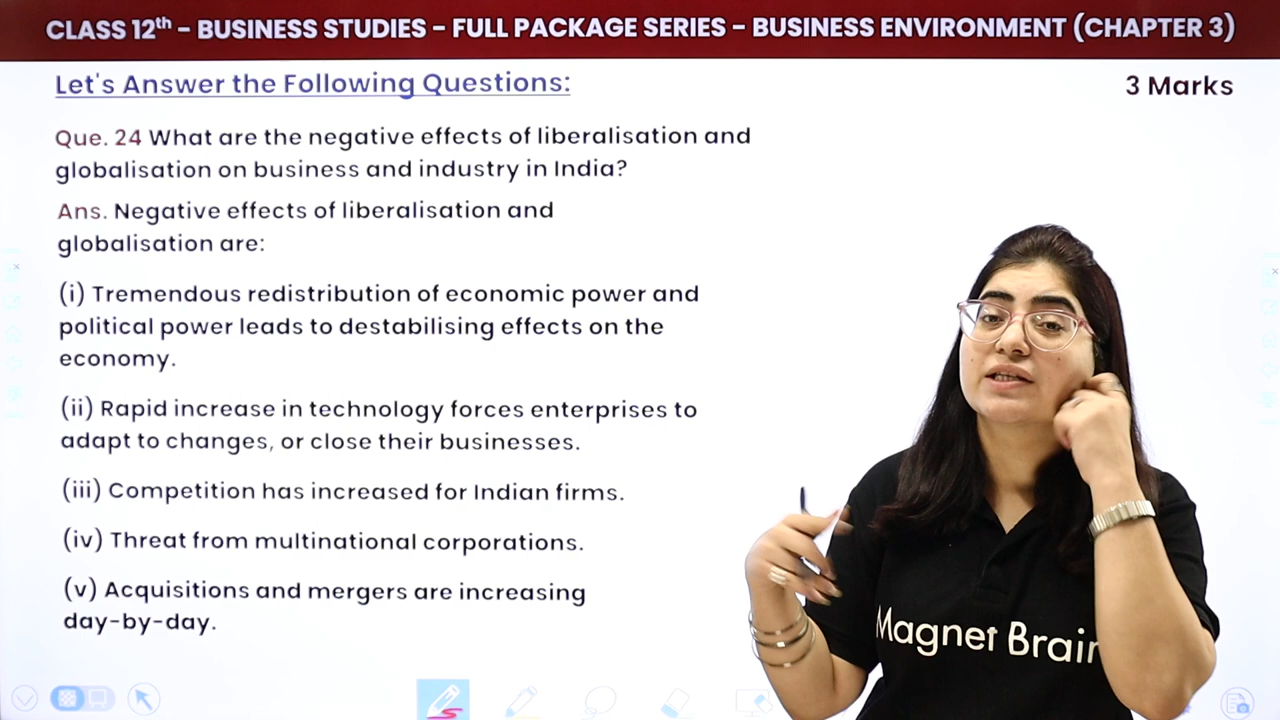 CLASS 12th – BUSINESS STUDIES – FULL PACKAGE SERIES – BUSINESS ENVIRONMENT (CHAPTER 3)
Let's Answer the Following Questions:
3 Marks
Que. 24 What are the negative effects of liberalisation and
globalisation on business and industry in India?
Ans. Negative effects of liberalisation and
globalisation are:
(i) Tremendous redistribution of economic power and
political power leads to destabilising effects on the
economy.
(ii) Rapid increase in technology forces enterprises to
adapt to changes, or close their businesses.
(iii) Competition has increased for Indian firms.
(iv) Threat from multinational corporations.
(v) Acquisitions and mergers are increasing
day-by-day.
Magnet Brain